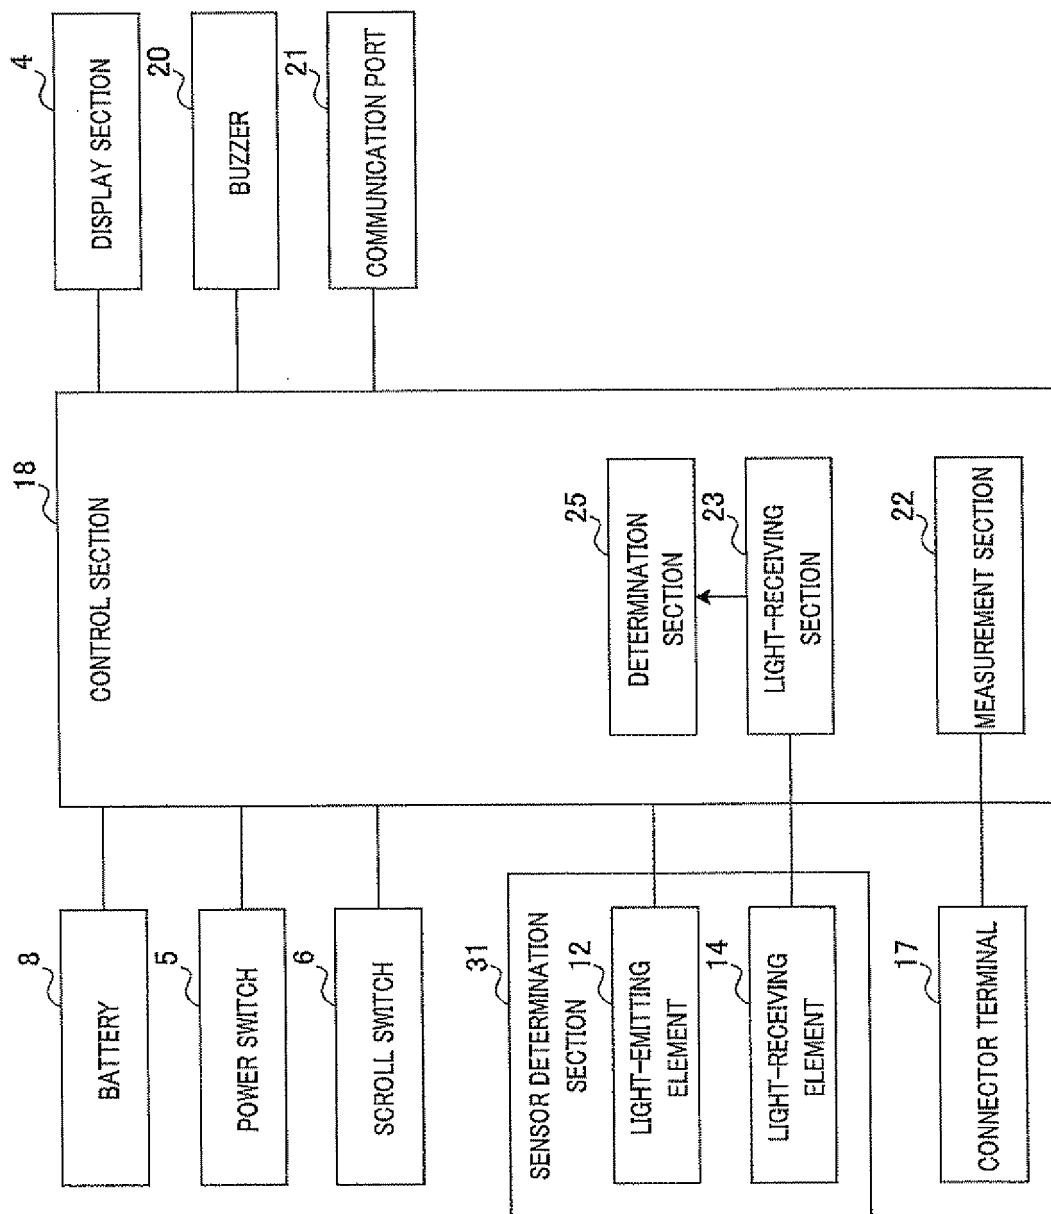 8
BATTERY
5
POWER SWITCH
6
SCROLL SWITCH
31
SENSOR DETERMINATION
SECTION
12
LIGHT-EMITTING
ELEMENT
14
LIGHT-RECEIVING
ELEMENT
17
CONNECTOR TERMINAL
18
CONTROL SECTION
25
DETERMINATION
SECTION
23
LIGHT-RECEIVING
SECTION
22
MEASUREMENT SECTION
4
DISPLAY SECTION
20
BUZZER
21
COMMUNICATION PORT